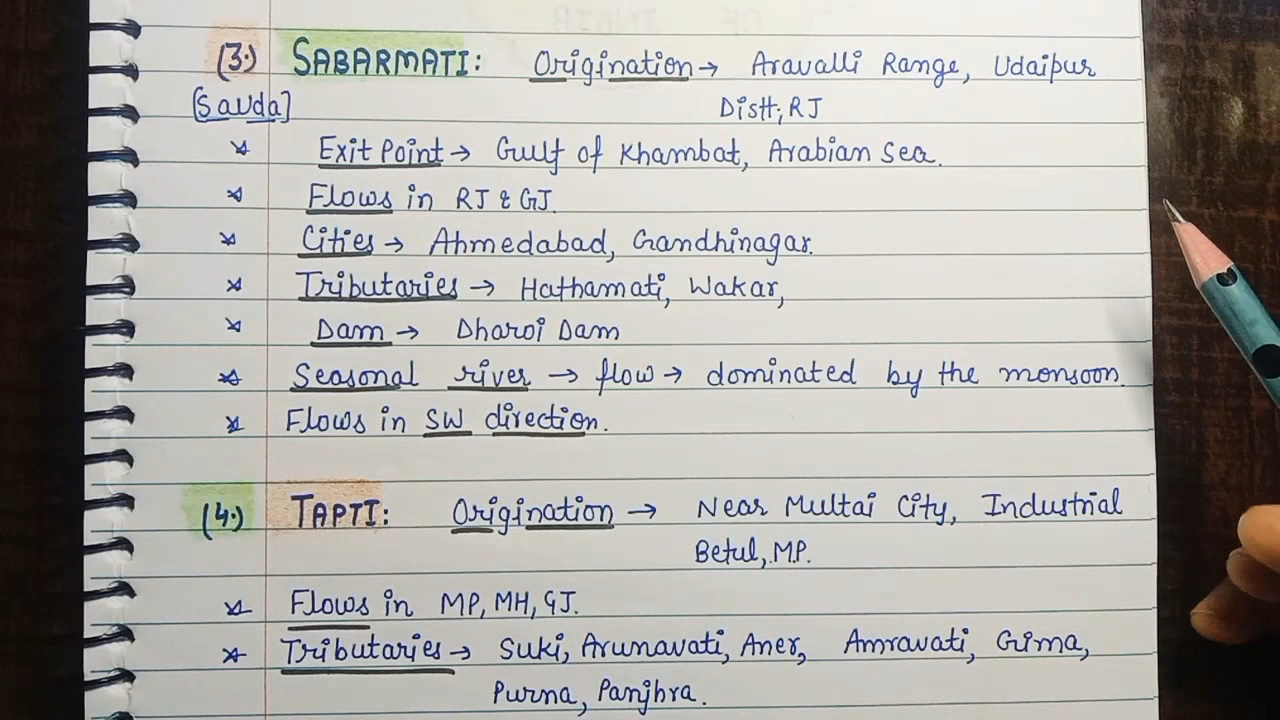 (3.) SABARMATI: Origination → Aravalli Range, Udaipur
[Sauda] Distt, RJ
Exit Point → Gulf of Khambat, Arabian Sea.
Flows in RJ & GJ.
Cities → Ahmedabad, Gandhinagar.
Tributaries → Hathamati, Wakar,
Dam → Dharoi Dam
Seasonal river → flow → dominated by the monsoon
Flows in SW direction.
(4.) TAPTI: Origination → Near Multai City, Industrial
Betul, M.P.
Flows in MP, MH, GJ.
Tributaries → Suki, Arunavati, Aner, Amravati, Girna,
Purna, Panjhra.